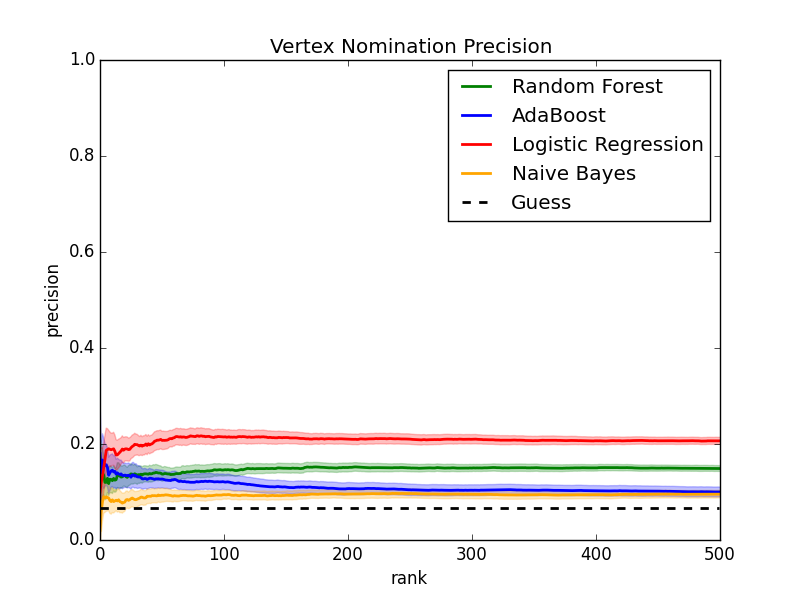 Vertex Nomination Precision
1.0
0.8
0.6
0.4
0.2
0.0
precision
Random Forest
AdaBoost
Logistic Regression
Naive Bayes
Guess
0 100 200 300 400 500
rank